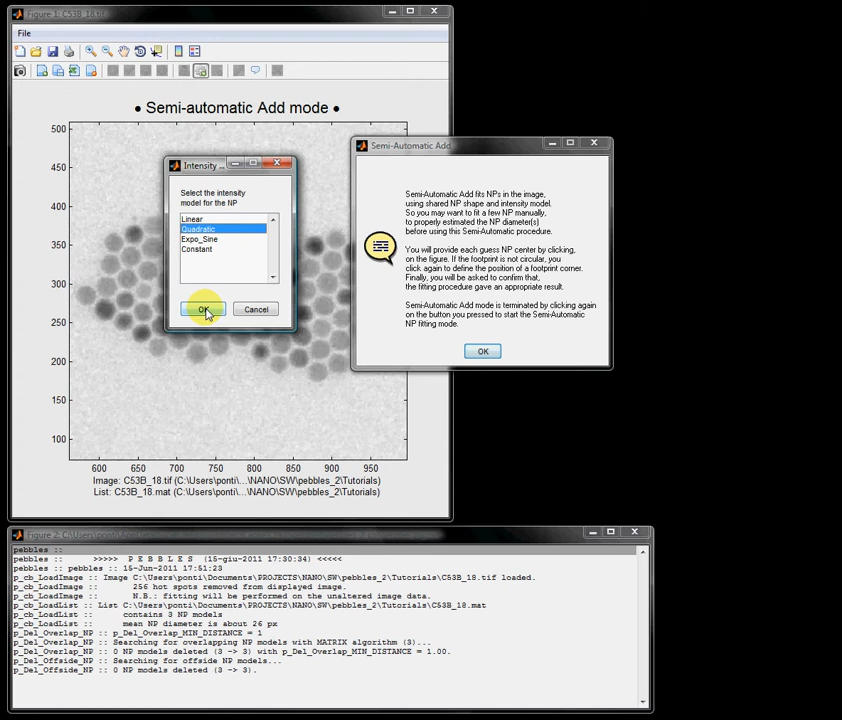 Figure 1: C53B_18.tif
File
● Semi-automatic Add mode ●
500
450
400
350
300
250
200
150
100
600
650
700
750
800
850
900
950
Image: C53B_18.tif (C:\Users\ponti\...\NANO\SW\pebbles_2\Tutorials)
List: C53B_18.mat (C:\Users\ponti\...\NANO\SW\pebbles_2\Tutorials)
Intensity ...
Select the intensity
model for the NP
Linear
Quadratic
Expo_Sine
Constant
OK
Cancel
Semi-Automatic Add
Semi-Automatic Add fits NPs in the image,
using shared NP shape and intensity model.
So you may want to fit a few NP manually,
to properly estimated the NP diameter(s)
before using this Semi-Automatic procedure.
You will provide each guess NP center by clicking,
on the figure. If the footprint is not circular, you
click again to define the position of a footprint corner.
Finally, you will be asked to confirm that,
the fitting procedure gave an appropriate result.
Semi-Automatic Add mode is terminated by clicking again
on the button you pressed to start the Semi-Automatic
NP fitting mode.
OK
Figure 2: C:\Users\ponti\
pebbles ::
pebbles :: >>>>> P E B B L E S (15-giu-2011 17:30:34) <<<<<
pebbles :: pebbles :: 15-Jun-2011 17:51:23
p_cb_LoadImage :: Image C:\Users\ponti\Documents\PROJECTS\NANO\SW\pebbles_2\Tutorials\C53B_18.tif loaded.
p_cb_LoadImage :: 256 hot spots removed from displayed image.
p_cb_LoadImage :: N.B.: fitting will be performed on the unaltered image data.
p_cb_LoadList :: List C:\Users\ponti\Documents\PROJECTS\NANO\SW\pebbles_2\Tutorials\C53B_18.mat
p_cb_LoadList :: contains 3 NP models
p_cb_LoadList :: mean NP diameter is about 26 px
p_Del_Overlap_NP :: p_Del_Overlap_MIN_DISTANCE = 1
p_Del_Overlap_NP :: Searching for overlapping NP models with MATRIX algorithm (3)...
p_Del_Overlap_NP :: 0 NP models deleted (3 -> 3) with p_Del_Overlap_MIN_DISTANCE = 1.00.
p_Del_Offside_NP :: Searching for offside NP models...
p_Del_Offside_NP :: 0 NP models deleted (3 -> 3).